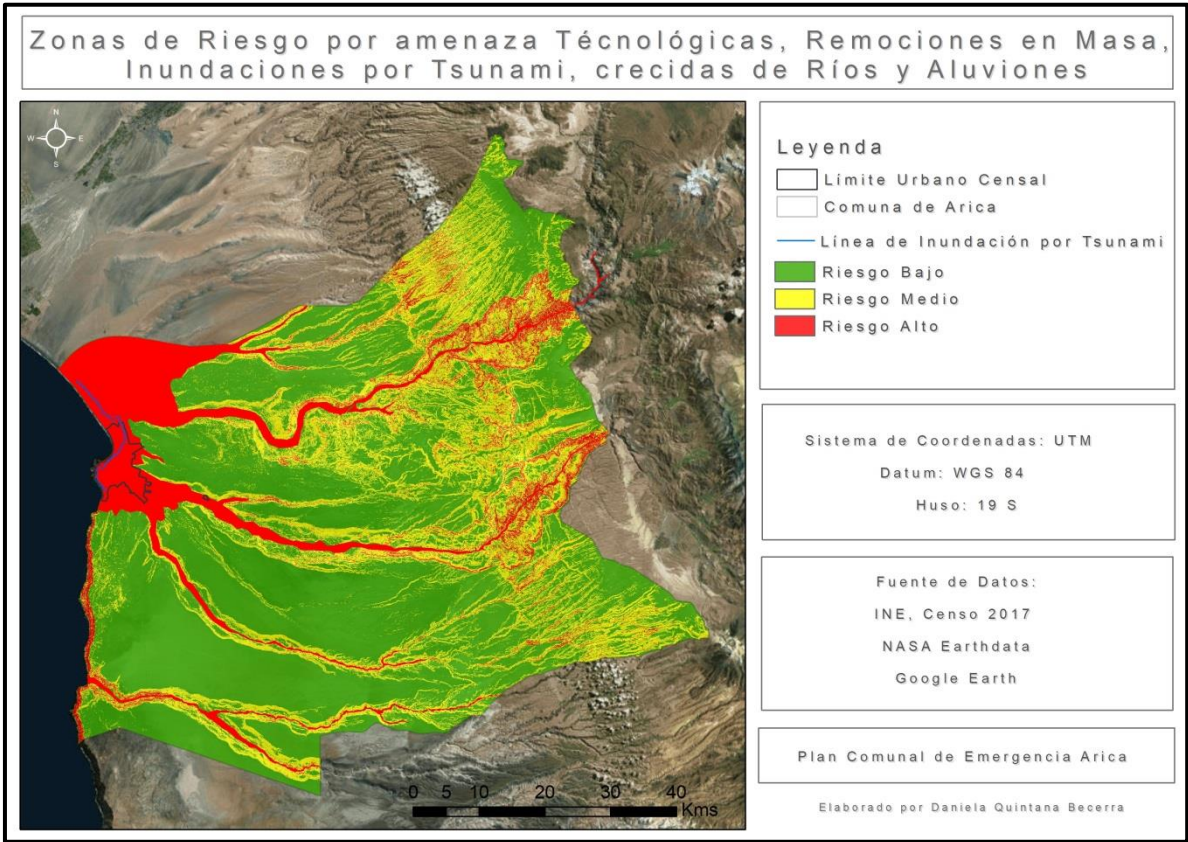 Zonas de Riesgo por amenaza Técnológicas, Remociones en Masa,
Inundaciones por Tsunami, crecidas de Ríos y Aluviones
N
W E
S
Leyenda
Límite Urbano Censal
Comuna de Arica
Línea de Inundación por Tsunami
Riesgo Bajo
Riesgo Medio
Riesgo Alto
Sistema de Coordenadas: UTM
Datum: WGS 84
Huso: 19 S
Fuente de Datos:
INE, Censo 2017
NASA Earthdata
Google Earth
Plan Comunal de Emergencia Arica
Elaborado por Daniela Quintana Becerra
0 5 10 20 30 40
Kms